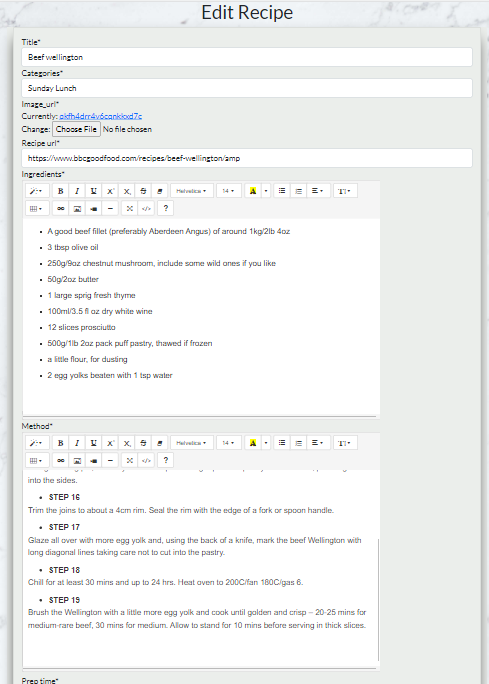 Edit Recipe
Title*
Beef wellington
Categories*
Sunday Lunch
Image_url*
Currently:
Change: Choose File No file chosen
Recipe url*
https://www.bbcgoodfood.com/recipes/beef-wellington/amp
Ingredients*
B I U X² X₂ S Helvetica 14 A T
</> ?
• A good beef fillet (preferably Aberdeen Angus) of around 1kg/2lb 4oz
• 3 tbsp olive oil
• 250g/9oz chestnut mushroom, include some wild ones if you like
• 50g/2oz butter
• 1 large sprig fresh thyme
• 100ml/3.5 fl oz dry white wine
• 12 slices prosciutto
• 500g/1lb 2oz pack puff pastry, thawed if frozen
• a little flour, for dusting
• 2 egg yolks beaten with 1 tsp water
Method*
B I U X² X₂ S Helvetica 14 A T
</> ?
into the sides.
• STEP 16
Trim the joins to about a 4cm rim. Seal the rim with the edge of a fork or spoon handle.
• STEP 17
Glaze all over with more egg yolk and, using the back of a knife, mark the beef Wellington with
long diagonal lines taking care not to cut into the pastry.
• STEP 18
Chill for at least 30 mins and up to 24 hrs. Heat oven to 200C/fan 180C/gas 6.
• STEP 19
Brush the Wellington with a little more egg yolk and cook until golden and crisp – 20-25 mins for
medium-rare beef, 30 mins for medium. Allow to stand for 10 mins before serving in thick slices.
Prep time*